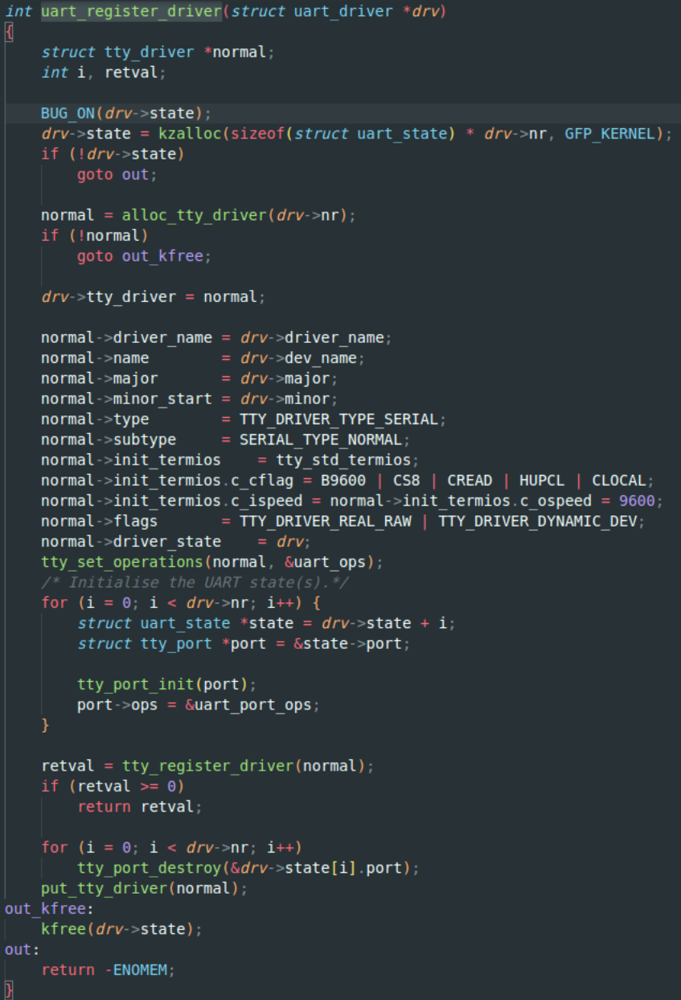 int uart_register_driver(struct uart_driver *drv)
{
    struct tty_driver *normal;
    int i, retval;

    BUG_ON(drv->state);
    drv->state = kzalloc(sizeof(struct uart_state) * drv->nr, GFP_KERNEL);
    if (!drv->state)
        goto out;

    normal = alloc_tty_driver(drv->nr);
    if (!normal)
        goto out_kfree;

    drv->tty_driver = normal;

    normal->driver_name = drv->driver_name;
    normal->name        = drv->dev_name;
    normal->major       = drv->major;
    normal->minor_start = drv->minor;
    normal->type        = TTY_DRIVER_TYPE_SERIAL;
    normal->subtype     = SERIAL_TYPE_NORMAL;
    normal->init_termios    = tty_std_termios;
    normal->init_termios.c_cflag = B9600 | CS8 | CREAD | HUPCL | CLOCAL;
    normal->init_termios.c_ispeed = normal->init_termios.c_ospeed = 9600;
    normal->flags       = TTY_DRIVER_REAL_RAW | TTY_DRIVER_DYNAMIC_DEV;
    normal->driver_state    = drv;
    tty_set_operations(normal, &uart_ops);
    /* Initialise the UART state(s).*/
    for (i = 0; i < drv->nr; i++) {
        struct uart_state *state = drv->state + i;
        struct tty_port *port = &state->port;

        tty_port_init(port);
        port->ops = &uart_port_ops;
    }

    retval = tty_register_driver(normal);
    if (retval >= 0)
        return retval;

    for (i = 0; i < drv->nr; i++)
        tty_port_destroy(&drv->state[i].port);
    put_tty_driver(normal);
out_kfree:
    kfree(drv->state);
out:
    return -ENOMEM;
}